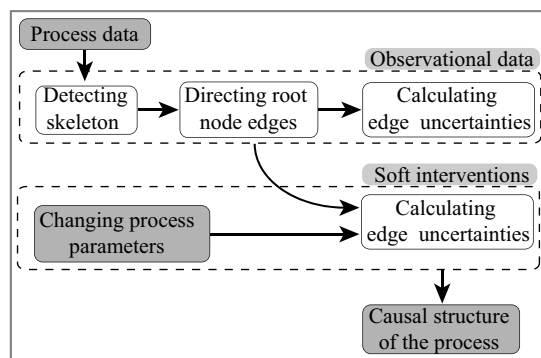 Process data
Observational data
Detecting
skeleton
Directing root
node edges
Calculating
edge uncertainties
Soft interventions
Changing process
parameters
Calculating
edge uncertainties
Causal structure
of the process